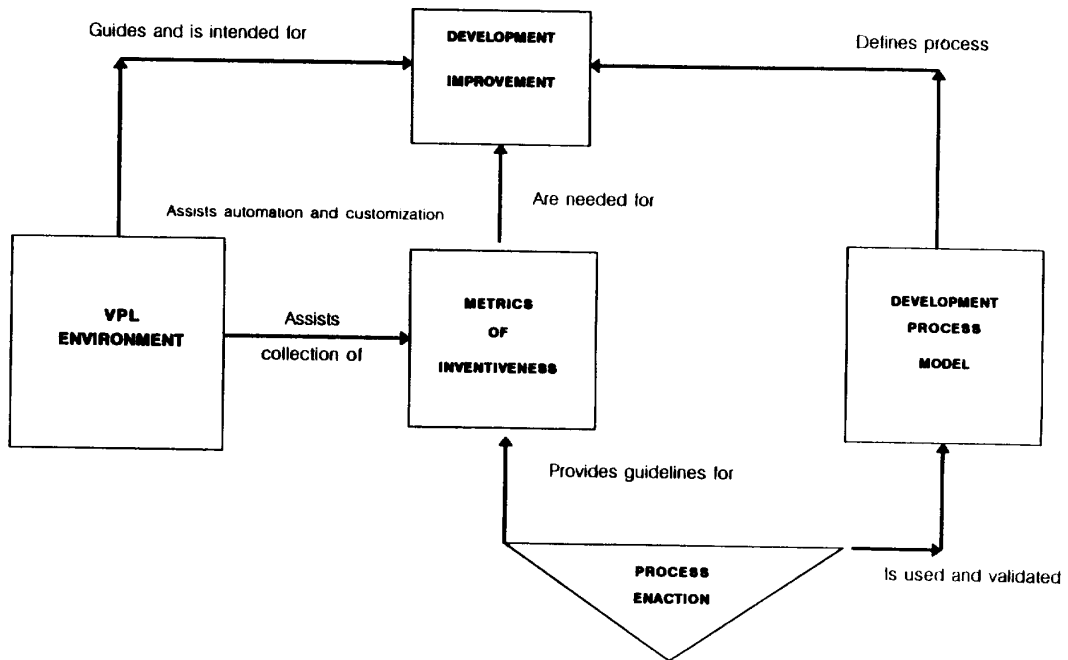 Guides and is intended for
DEVELOPMENT
IMPROVEMENT
Defines process
Assists automation and customization
Are needed for
VPL
ENVIRONMENT
Assists
collection of
METRICS
OF
INVENTIVENESS
DEVELOPMENT
PROCESS
MODEL
Provides guidelines for
PROCESS
ENACTION
Is used and validated